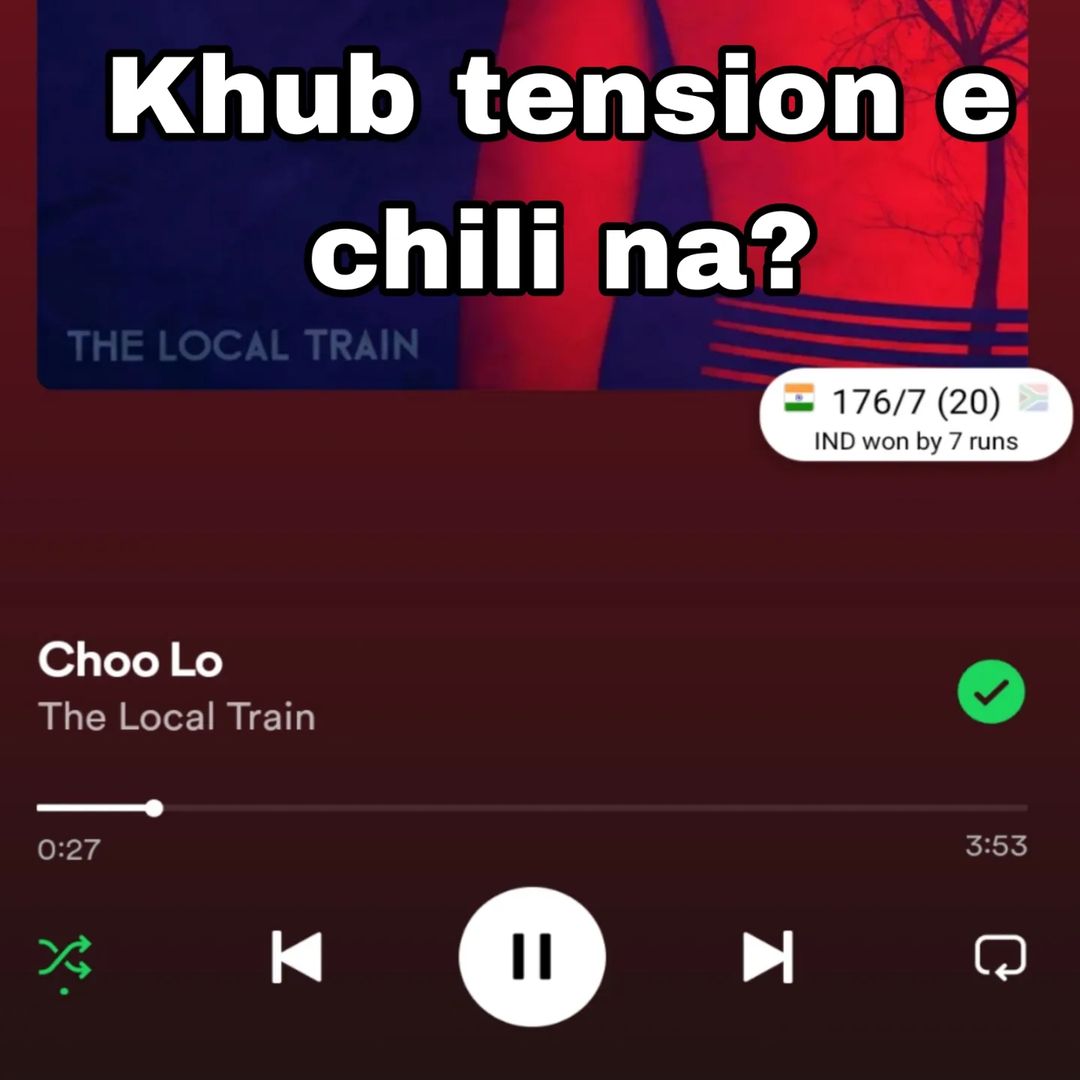 Khub tension e
chili na?
THE LOCAL TRAIN
176/7 (20)
IND won by 7 runs
Choo Lo
The Local Train
0:27
3:53